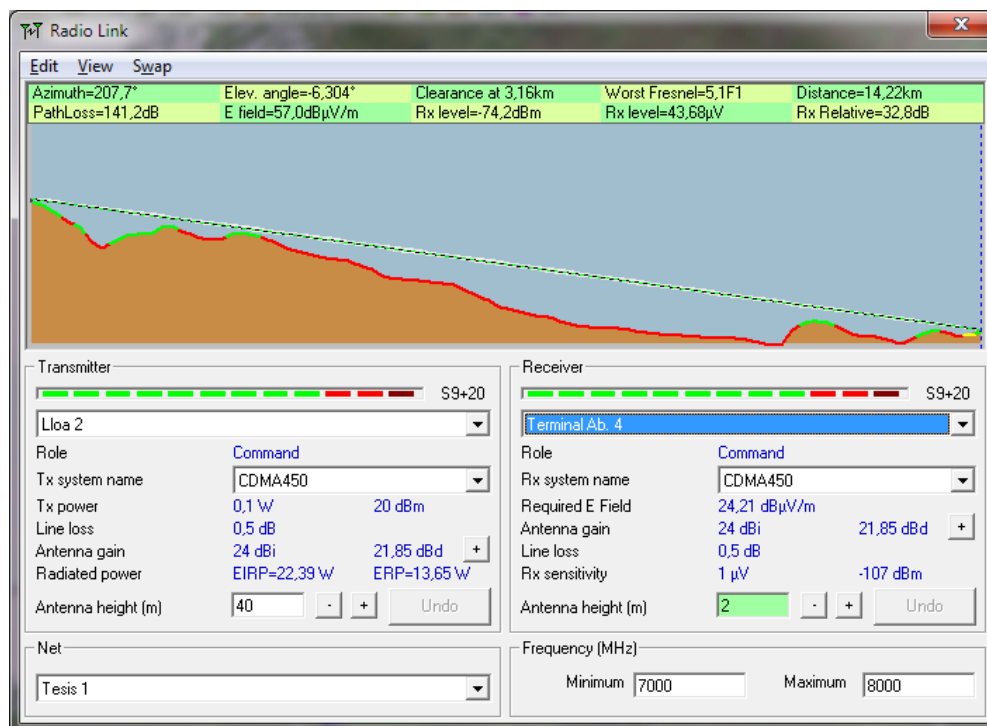 Radio Link
Edit View Swap
Azimuth=207,7° Elev. angle=-6,304° Clearance at 3,16km Worst Fresnel=5,1F1 Distance=14,22km
PathLoss=141,2dB E field=57,0dBµV/m Rx level=-74,2dBm Rx level=43,68µV Rx Relative=32,8dB
Transmitter
S9+20
Lloa 2
Role Command
Tx system name CDMA450
Tx power 0,1 W 20 dBm
Line loss 0,5 dB
Antenna gain 24 dBi 21,85 dBd +
Radiated power EIRP=22,39 W ERP=13,65 W
Antenna height (m) 40 - + Undo
Net
Tesis 1
Receiver
S9+20
Terminal Ab. 4
Role Command
Rx system name CDMA450
Required E Field 24,21 dBµV/m
Antenna gain 24 dBi 21,85 dBd +
Line loss 0,5 dB
Rx sensitivity 1 µV -107 dBm
Antenna height (m) 2 - + Undo
Frequency (MHz)
Minimum 7000 Maximum 8000